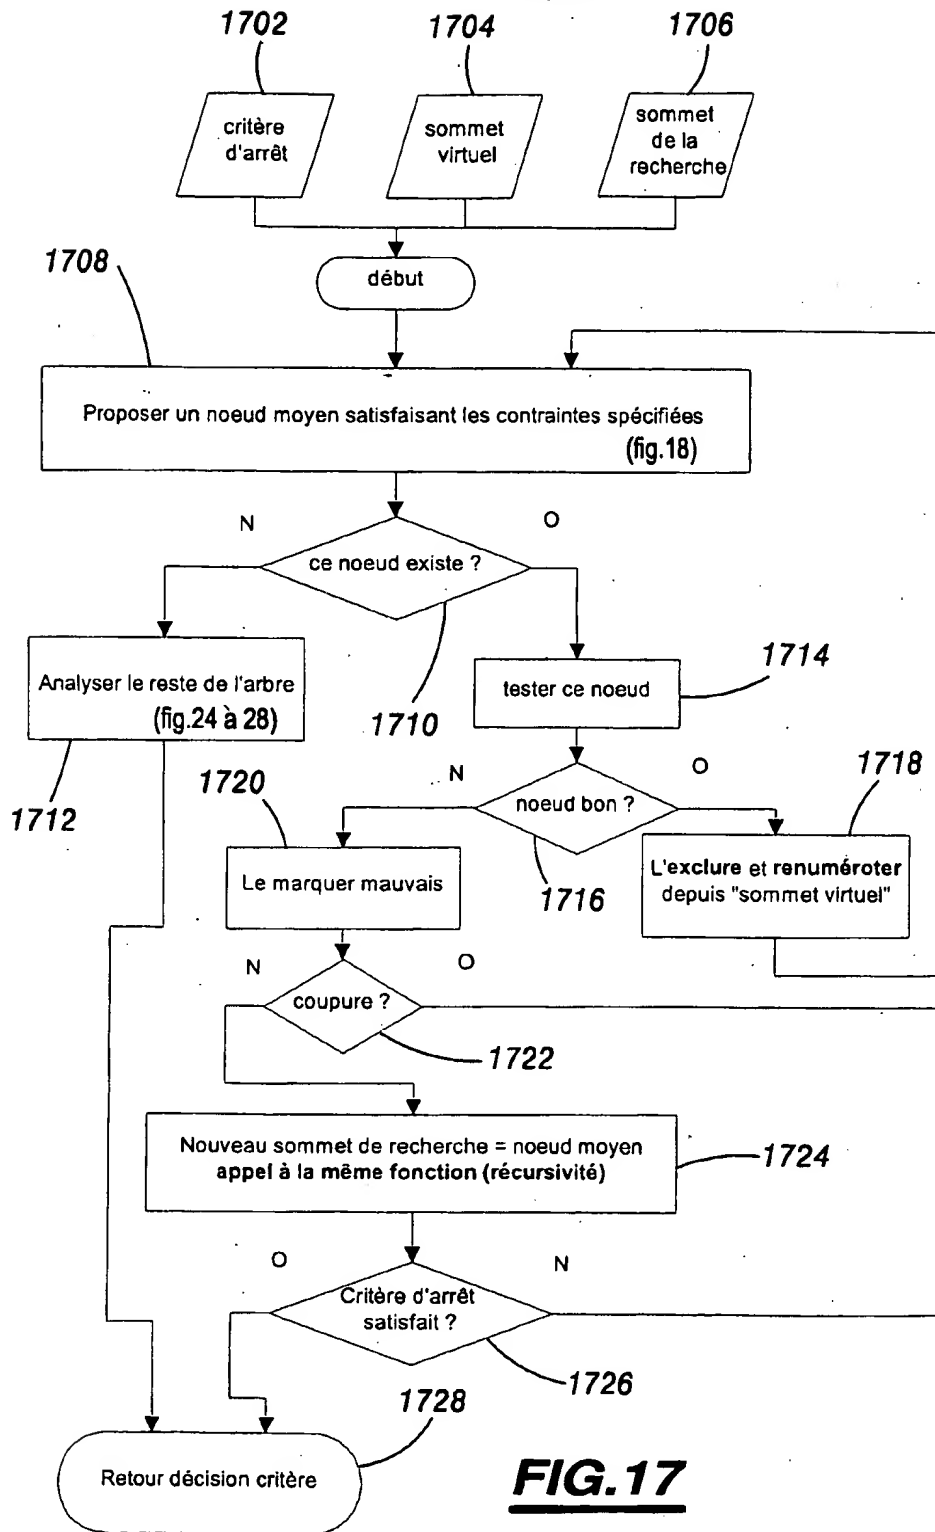 1702
1704
1706
critère
d'arrêt
sommet
virtuel
sommet
de la
recherche
1708
début
Proposer un noeud moyen satisfaisant les contraintes spécifiées
(fig.18)
N
O
ce noeud existe ?
1710
Analyser le reste de l'arbre
(fig.24 à 28)
1712
tester ce noeud
1714
N
O
noeud bon ?
1716
1718
L'exclure et renuméroter
depuis "sommet virtuel"
1720
Le marquer mauvais
N
O
coupure ?
1722
Nouveau sommet de recherche = noeud moyen
appel à la même fonction (récursivité)
1724
O
N
Critère d'arrêt
satisfait ?
1726
1728
Retour décision critère
FIG.17